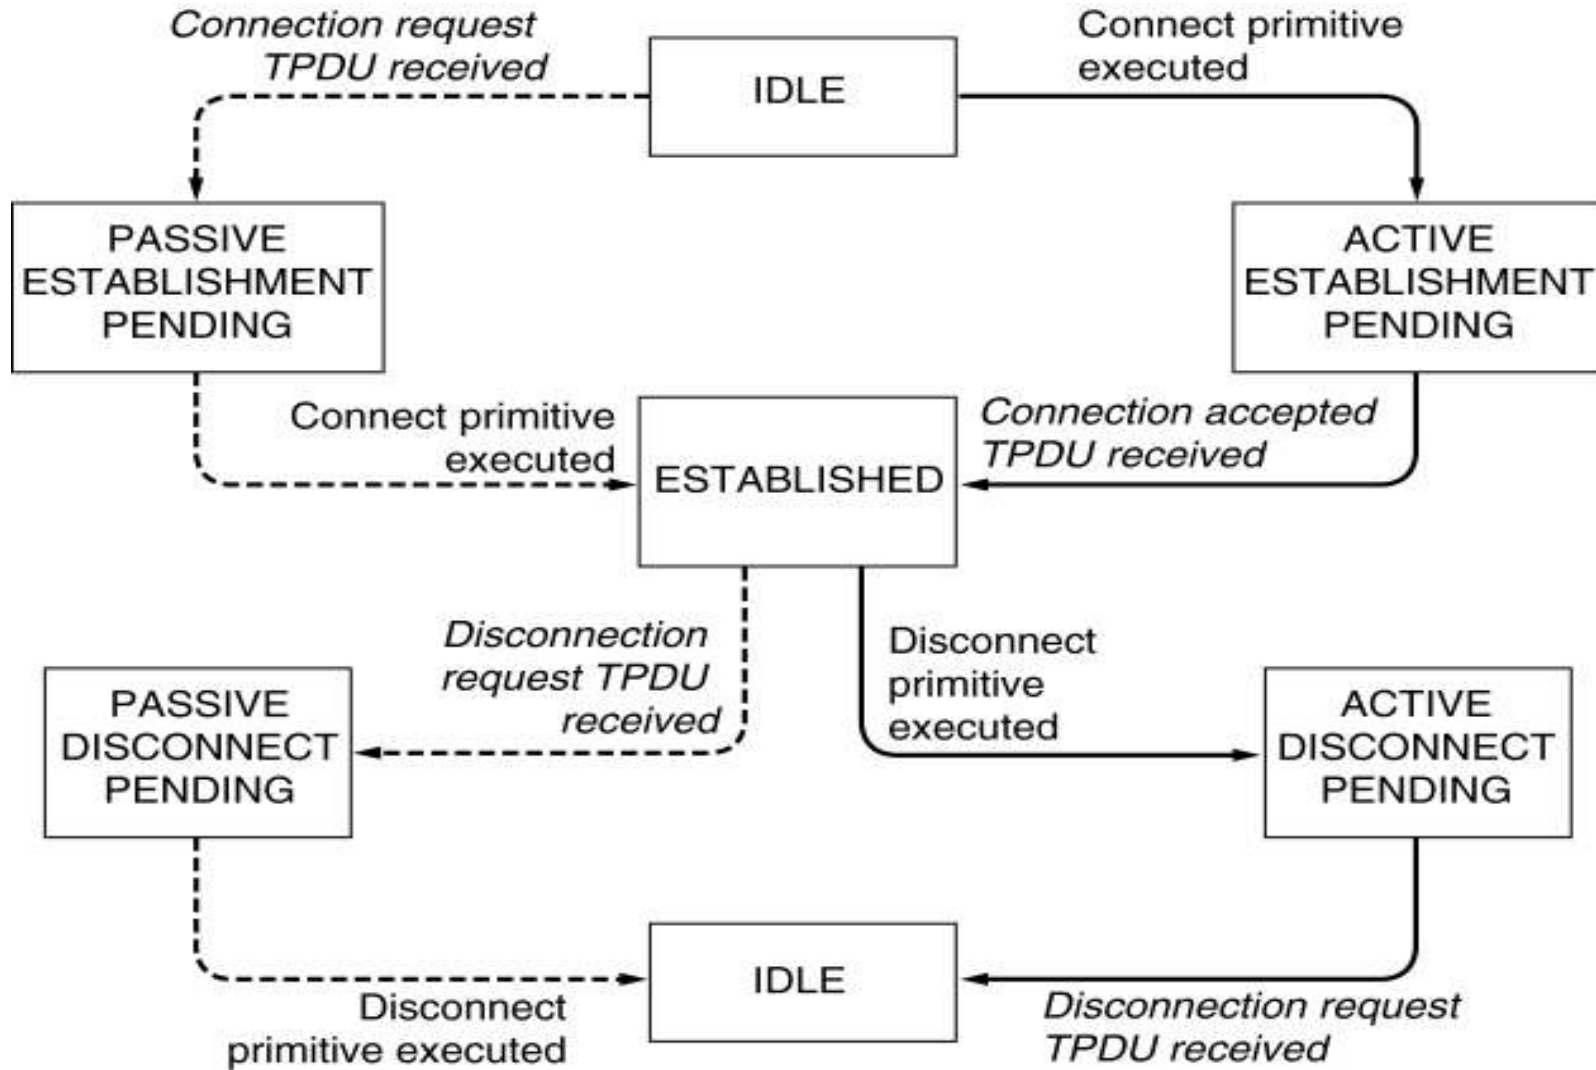 Connection request
TPDU received
IDLE
Connect primitive
executed
PASSIVE
ESTABLISHMENT
PENDING
ACTIVE
ESTABLISHMENT
PENDING
Connect primitive
executed
ESTABLISHED
Connection accepted
TPDU received
Disconnection
request TPDU
received
Disconnect
primitive
executed
PASSIVE
DISCONNECT
PENDING
ACTIVE
DISCONNECT
PENDING
IDLE
Disconnect
primitive executed
Disconnection request
TPDU received